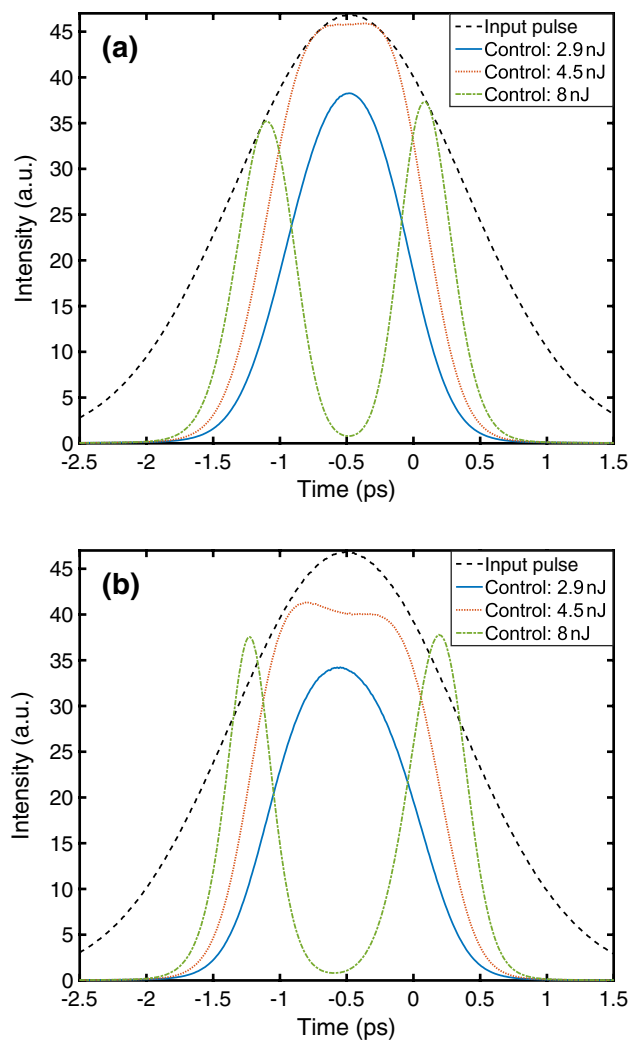 (a)
Input pulse
Control: 2.9 nJ
Control: 4.5 nJ
Control: 8 nJ
45
40
35
30
25
20
15
10
5
0
Intensity (a.u.)
-2.5 -2 -1.5 -1 -0.5 0 0.5 1 1.5
Time (ps)
(b)
Input pulse
Control: 2.9 nJ
Control: 4.5 nJ
Control: 8 nJ
45
40
35
30
25
20
15
10
5
0
Intensity (a.u.)
-2.5 -2 -1.5 -1 -0.5 0 0.5 1 1.5
Time (ps)